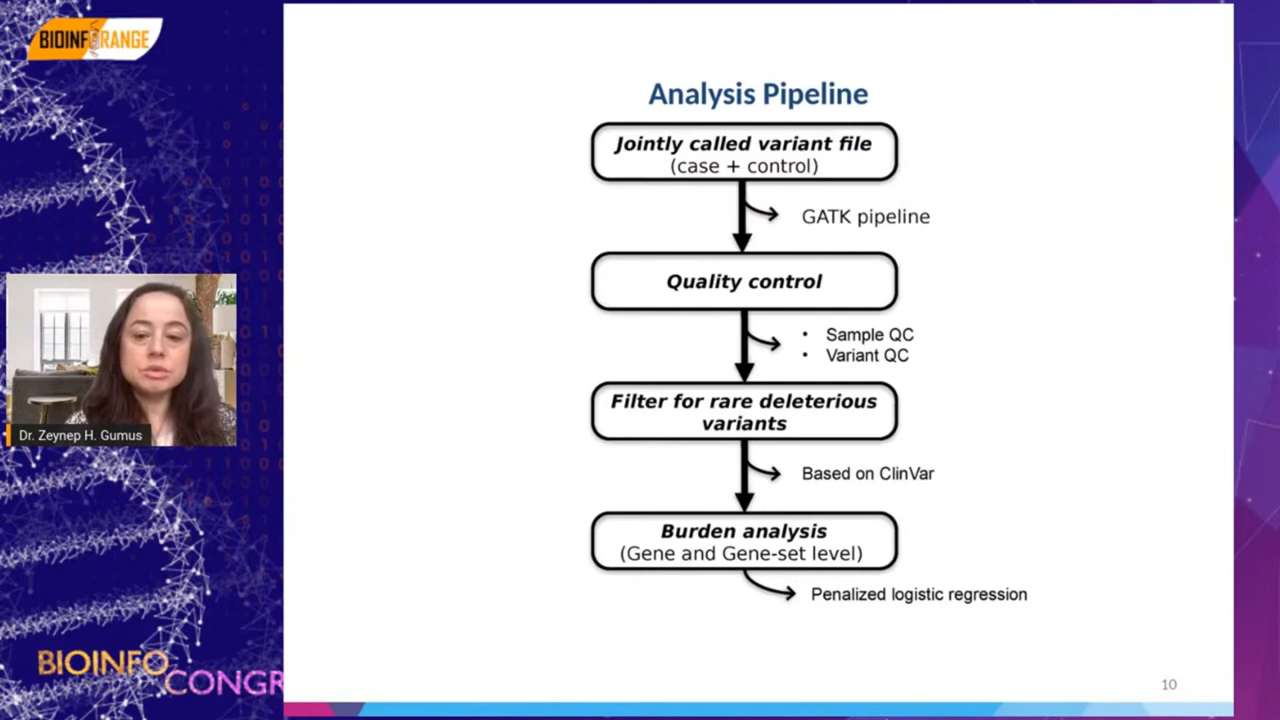 BIOINFORANGE
Analysis Pipeline
Jointly called variant file
(case + control)
GATK pipeline
Quality control
• Sample QC
• Variant QC
Filter for rare deleterious
variants
Based on ClinVar
Burden analysis
(Gene and Gene-set level)
Penalized logistic regression
10
Dr. Zeynep H. Gumus
BIOINFO
CONGR